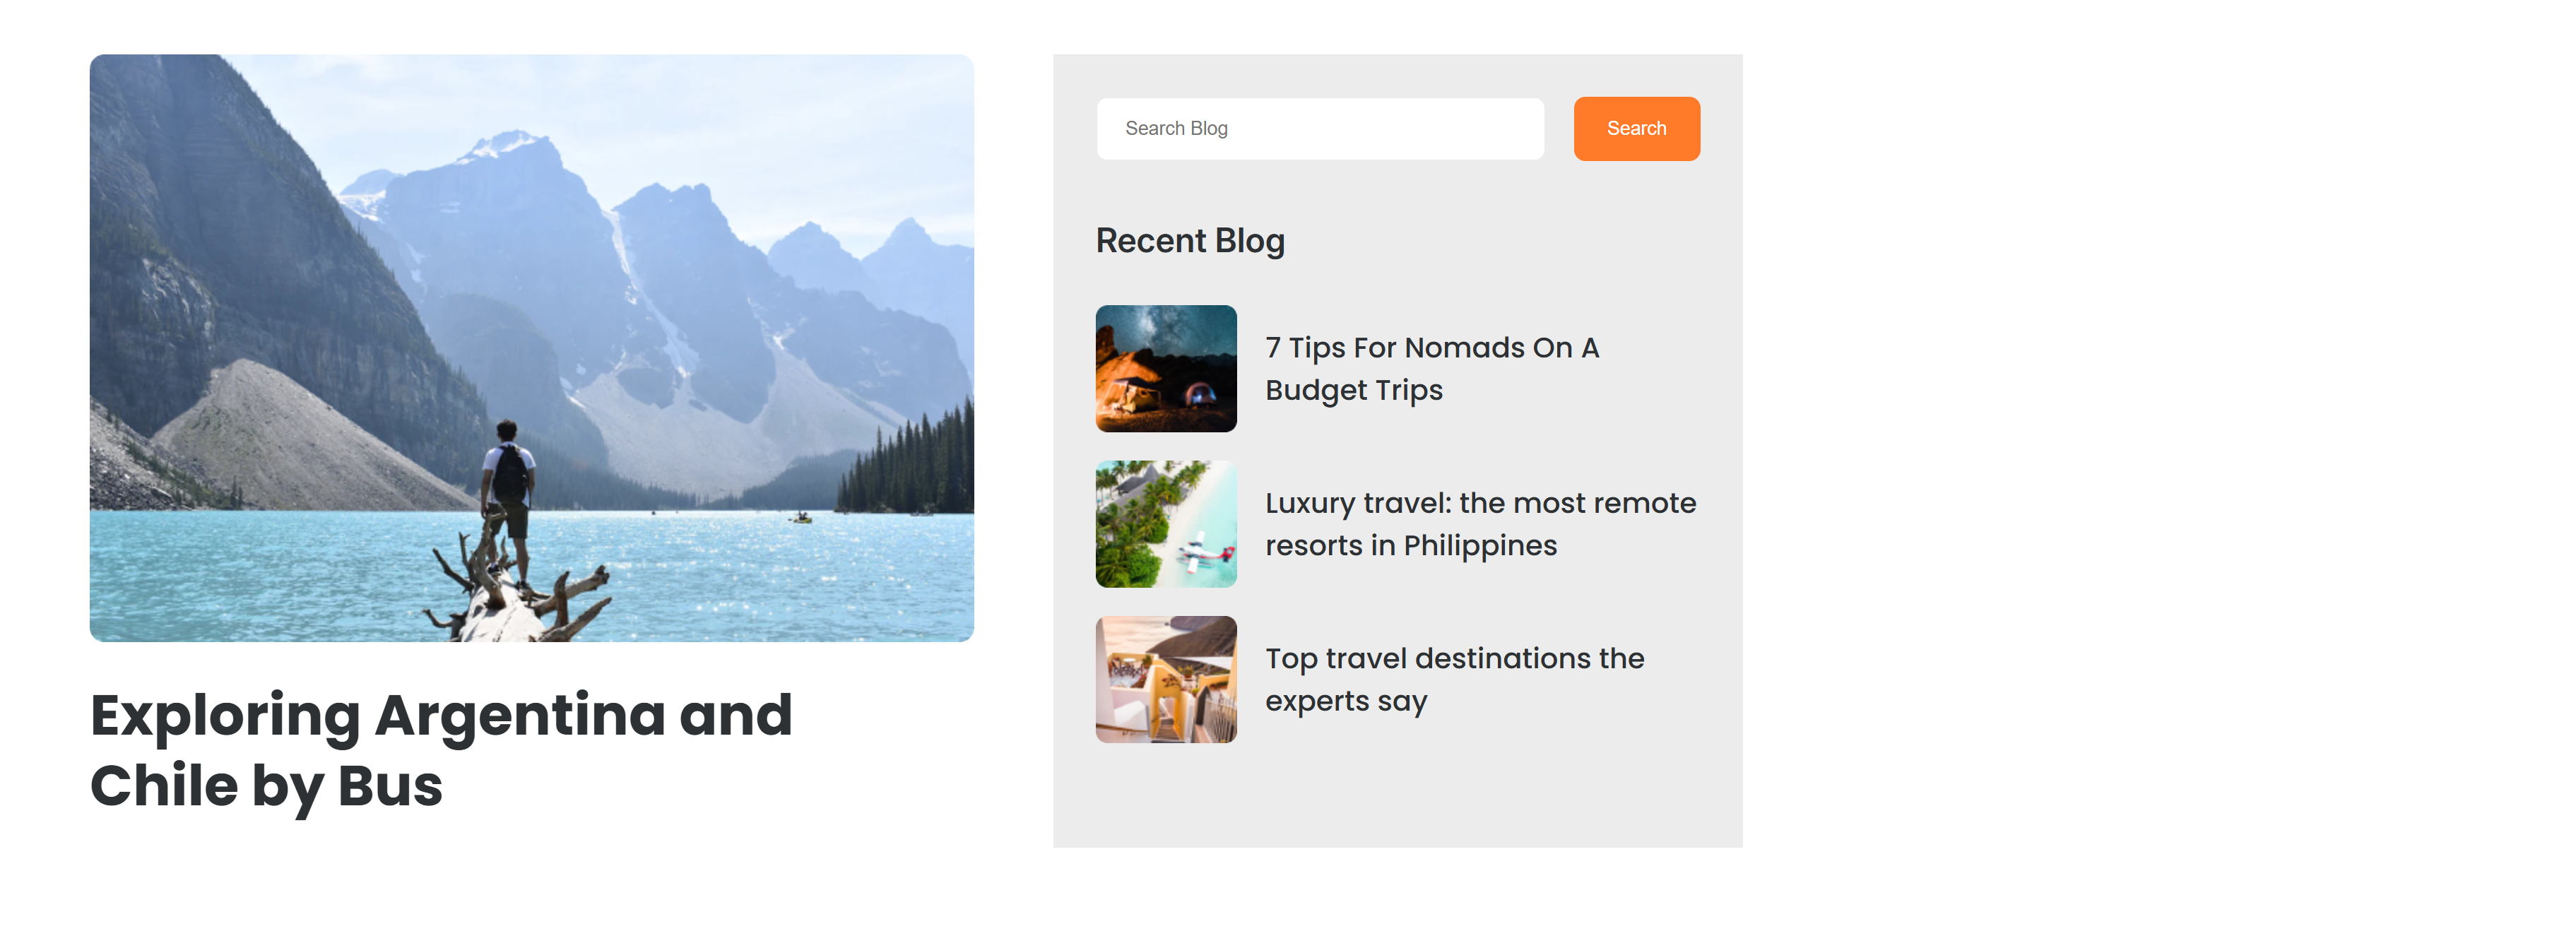 Search Blog
Search
Recent Blog
7 Tips For Nomads On A
Budget Trips
Luxury travel: the most remote
resorts in Philippines
Top travel destinations the
experts say
Exploring Argentina and
Chile by Bus